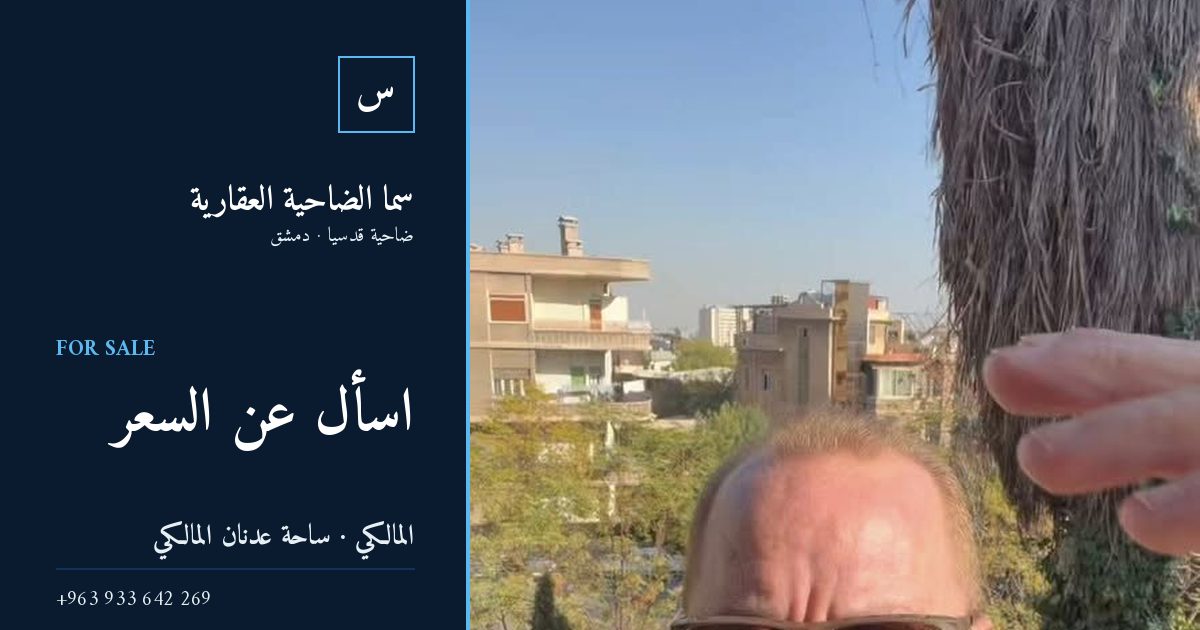 س
سما الضاحية العقارية
ضاحية قدسيا · دمشق
FOR SALE
اسأل عن السعر
المالكي · ساحة عدنان المالكي
+963 933 642 269